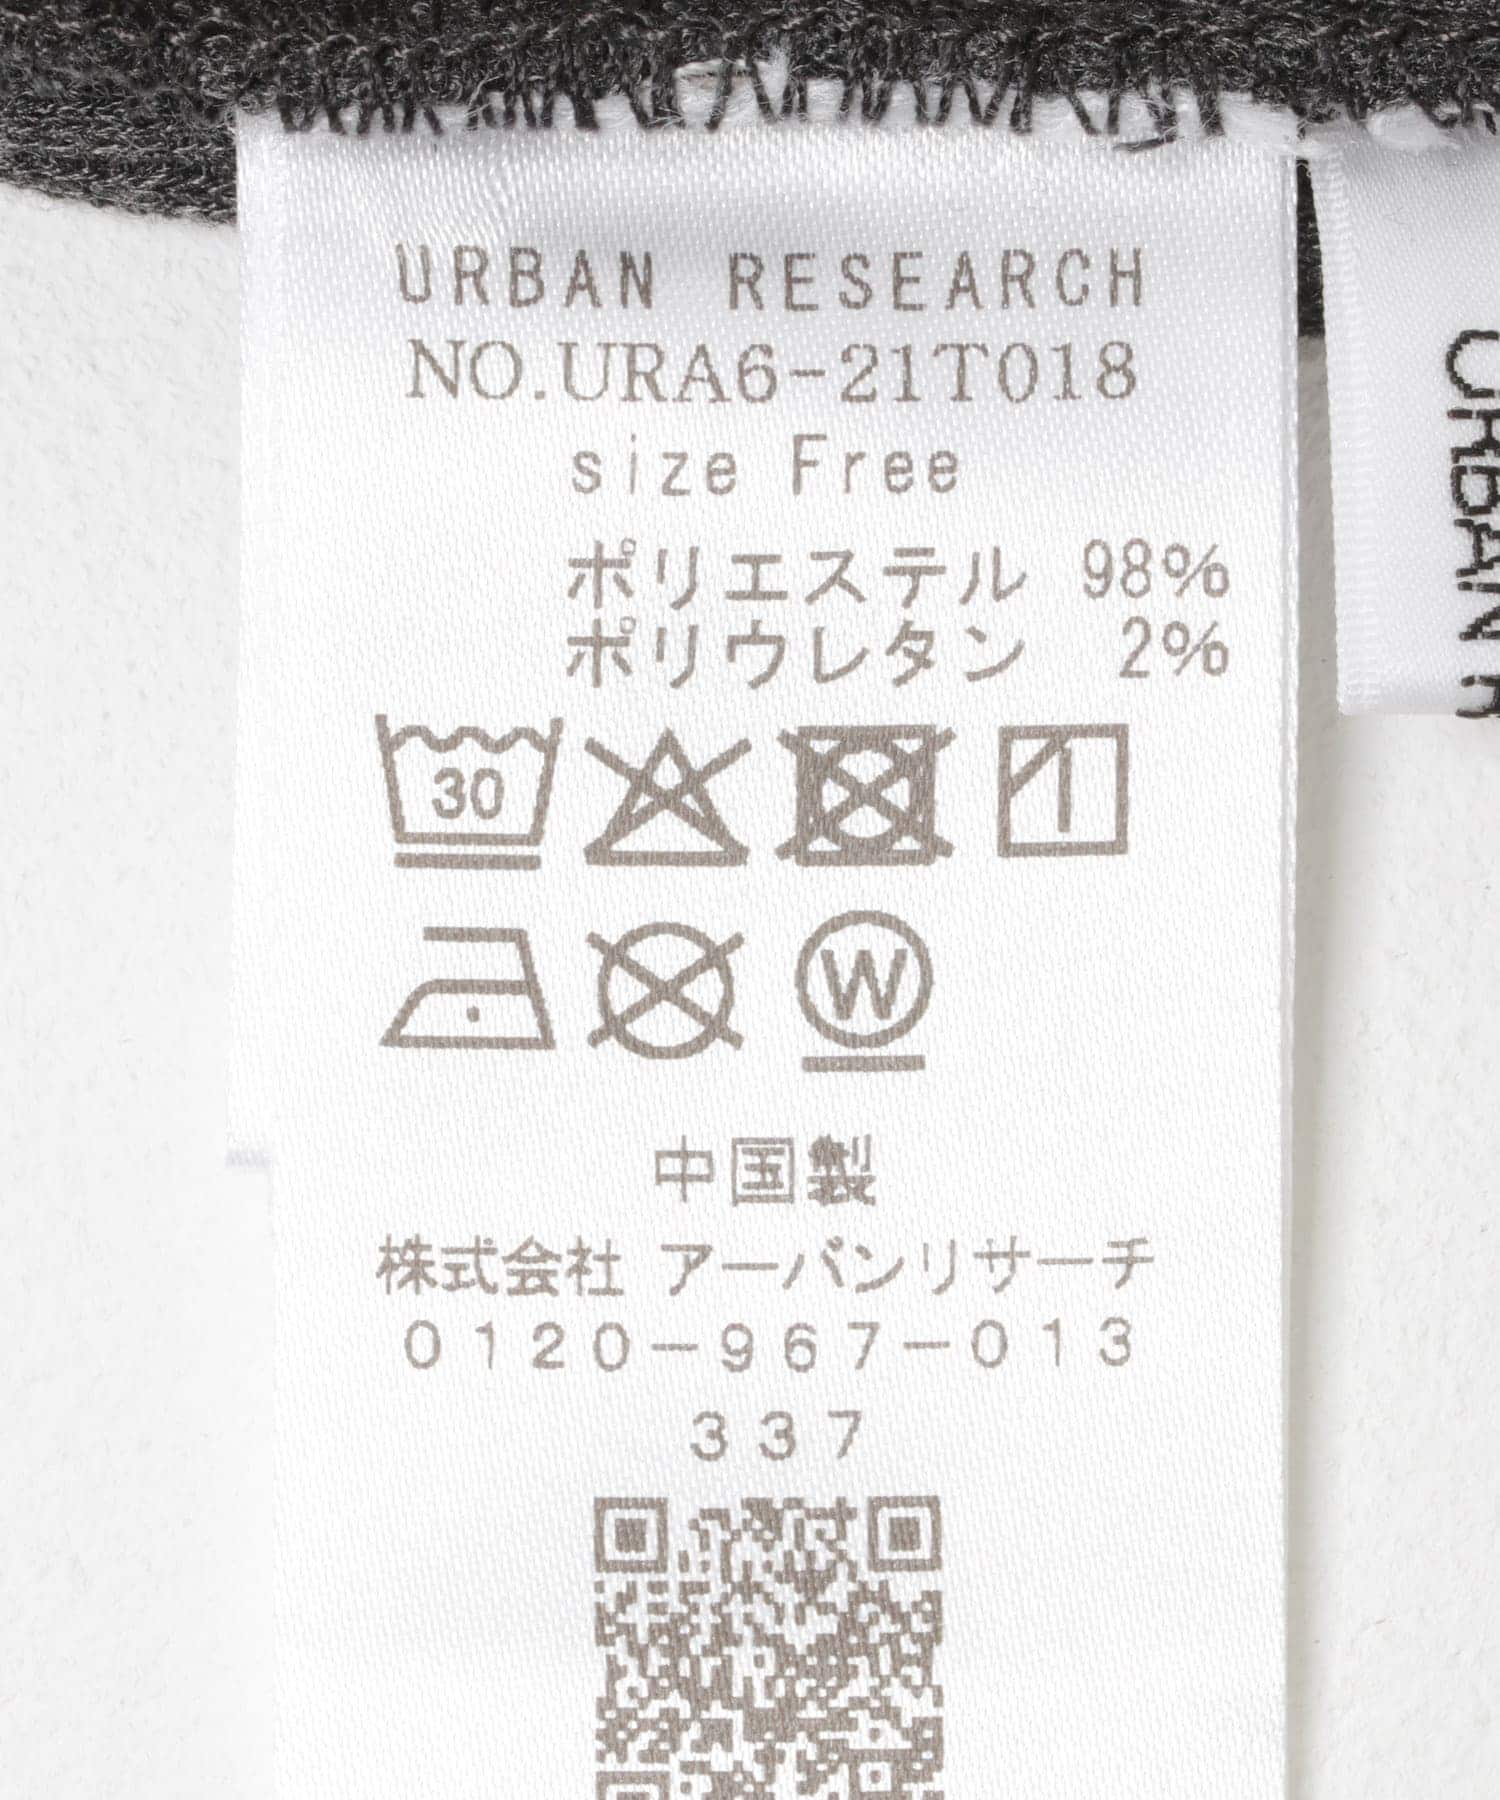 URBAN RESEARCH
NO.URA6-21T018
size Free
ポリエステル 98%
ポリウレタン 2%
30
W
中国製
株式会社 アーバンリサーチ
0120-967-013
337
URBAN